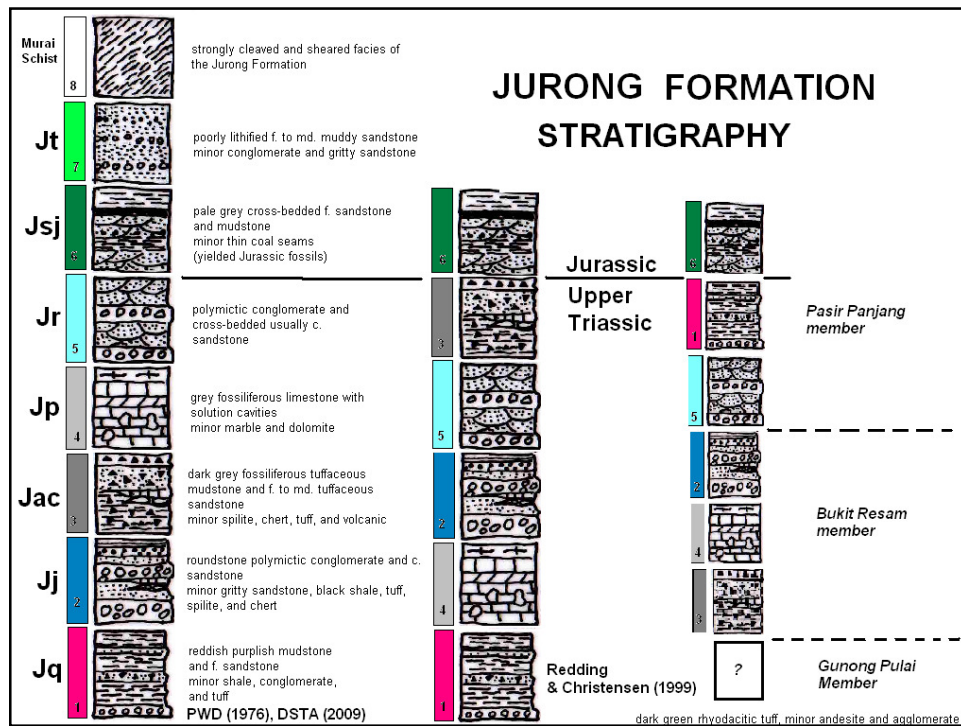 JURONG FORMATION
STRATIGRAPHY
Murai
Schist
8
strongly cleaved and sheared facies of
the Jurong Formation
Jt
7
poorly lithified f. to md. muddy sandstone
minor conglomerate and gritty sandstone
Jsj
6
pale grey cross-bedded f. sandstone
and mudstone
minor thin coal seams
(yielded Jurassic fossils)
Jr
5
polymictic conglomerate and
cross-bedded usually c.
sandstone
Jp
4
grey fossiliferous limestone with
solution cavities
minor marble and dolomite
Jac
3
dark grey fossiliferous tuffaceous
mudstone and f. to md. tuffaceous
sandstone
minor spilite, chert, tuff, and volcanic
Jj
2
roundstone polymictic conglomerate and c.
sandstone
minor gritty sandstone, black shale, tuff,
spilite, and chert
Jq
1
reddish purplish mudstone
and f. sandstone
minor shale, conglomerate,
and tuff
PWD (1976), DSTA (2009)
6
3
5
2
4
1
Redding
& Christensen (1999)
Jurassic
Upper
Triassic
6
1
5
2
4
3
?
Pasir Panjang
member
Bukit Resam
member
Gunong Pulai
Member
dark green rhyodacitic tuff, minor andesite and agglomerate